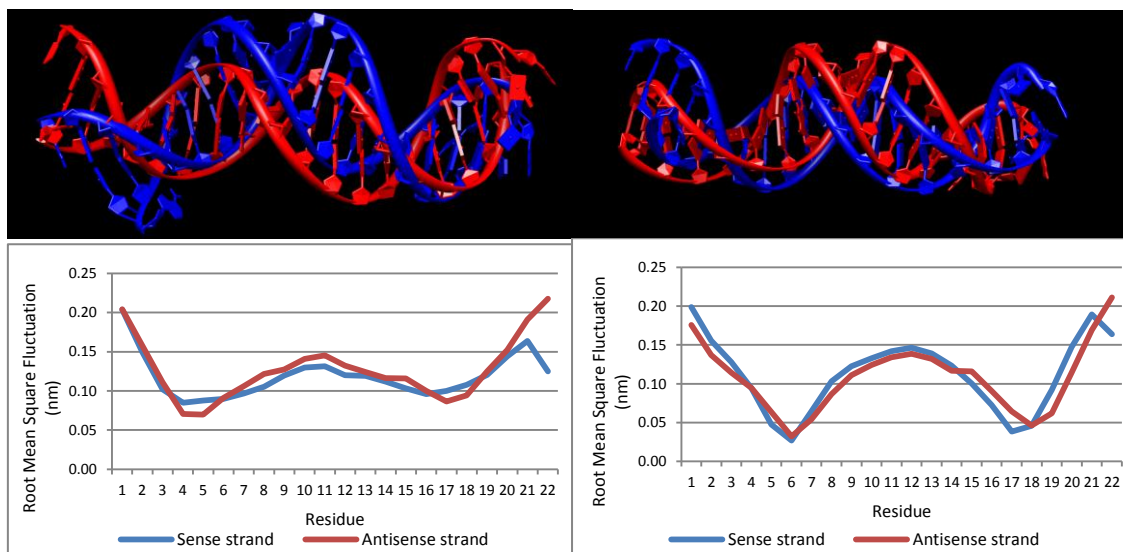 Root Mean Square Fluctuation
(nm)
0.25
0.20
0.15
0.10
0.05
0.00
1 2 3 4 5 6 7 8 9 10 11 12 13 14 15 16 17 18 19 20 21 22
Residue
Sense strand Antisense strand
Root Mean Square Fluctuation
(nm)
0.25
0.20
0.15
0.10
0.05
0.00
1 2 3 4 5 6 7 8 9 10 11 12 13 14 15 16 17 18 19 20 21 22
Residue
Sense strand Antisense strand